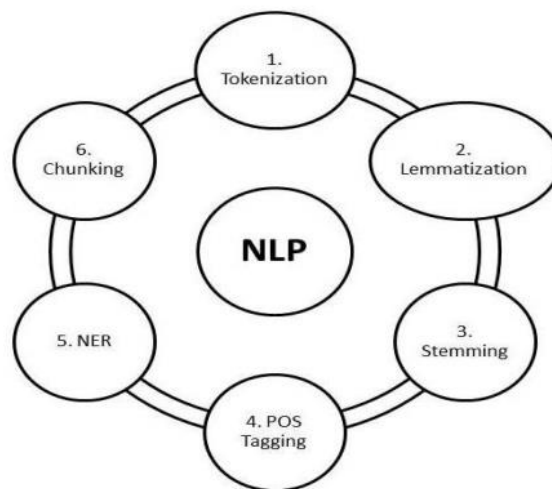 1.
Tokenization
2.
Lemmatization
3.
Stemming
4. POS
Tagging
5. NER
6.
Chunking
NLP